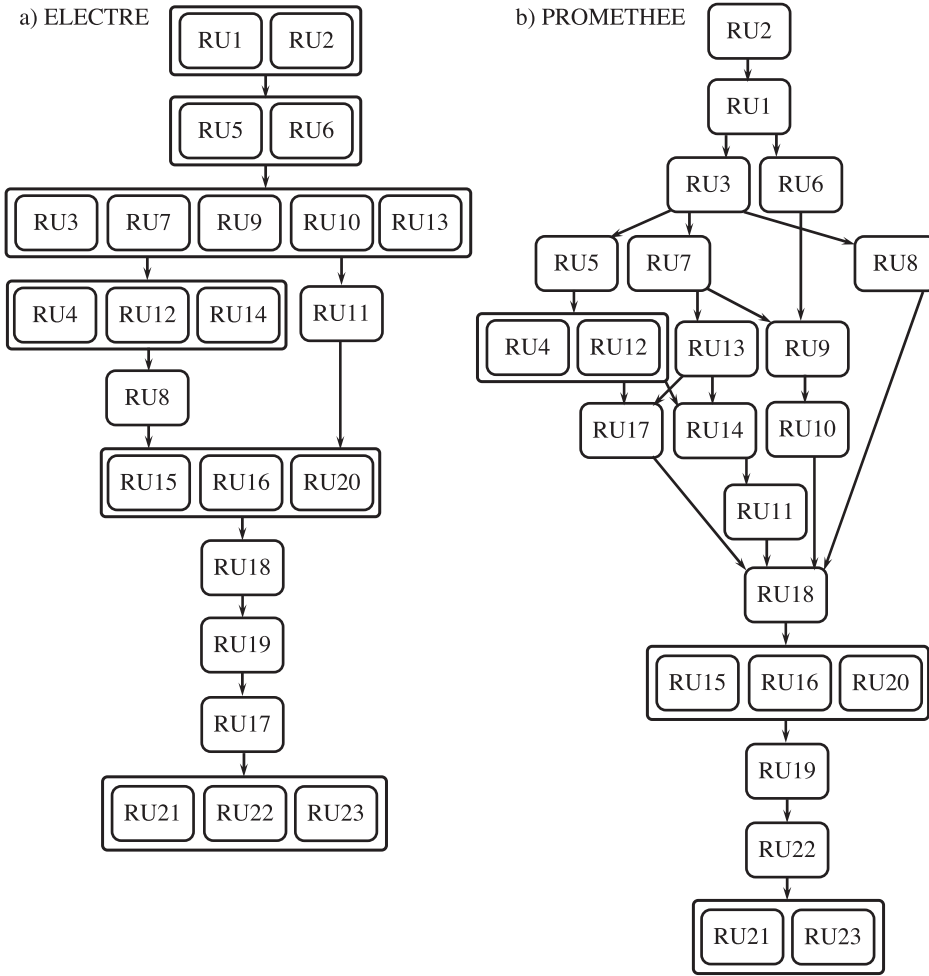 a) ELECTRE
RU1 RU2
RU5 RU6
RU3 RU7 RU9 RU10 RU13
RU4 RU12 RU14 RU11
RU8
RU15 RU16 RU20
RU18
RU19
RU17
RU21 RU22 RU23
b) PROMETHEE
RU2
RU1
RU3 RU6
RU5 RU7 RU8
RU4 RU12 RU13 RU9
RU17 RU14 RU10
RU11
RU18
RU15 RU16 RU20
RU19
RU22
RU21 RU23